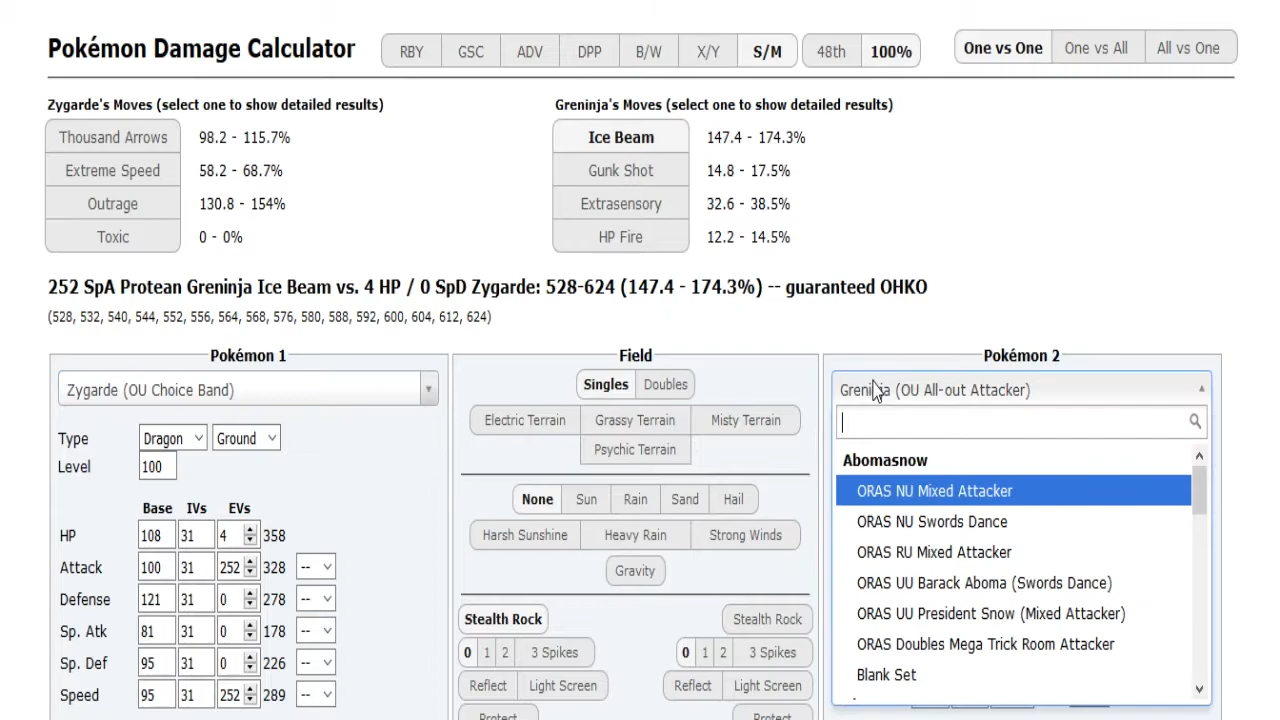 Pokémon Damage Calculator
RBY GSC ADV DPP B/W X/Y S/M 48th 100%
One vs One One vs All All vs One
Zygarde's Moves (select one to show detailed results)
Thousand Arrows 98.2 - 115.7%
Extreme Speed 58.2 - 68.7%
Outrage 130.8 - 154%
Toxic 0 - 0%
Greninja's Moves (select one to show detailed results)
Ice Beam 147.4 - 174.3%
Gunk Shot 14.8 - 17.5%
Extrasensory 32.6 - 38.5%
HP Fire 12.2 - 14.5%
252 SpA Protean Greninja Ice Beam vs. 4 HP / 0 SpD Zygarde: 528-624 (147.4 - 174.3%) -- guaranteed OHKO
(528, 532, 540, 544, 552, 556, 564, 568, 576, 580, 588, 592, 600, 604, 612, 624)
Pokémon 1
Zygarde (OU Choice Band)
Type Dragon Ground
Level 100
Base IVs EVs
HP 108 31 4 358
Attack 100 31 252 328 --
Defense 121 31 0 278 --
Sp. Atk 81 31 0 178 --
Sp. Def 95 31 0 226 --
Speed 95 31 252 289 --
Field
Singles Doubles
Electric Terrain Grassy Terrain Misty Terrain
Psychic Terrain
None Sun Rain Sand Hail
Harsh Sunshine Heavy Rain Strong Winds
Gravity
Stealth Rock Stealth Rock
0 1 2 3 Spikes 0 1 2 3 Spikes
Reflect Light Screen Reflect Light Screen
Protect Protect
Pokémon 2
Greninja (OU All-out Attacker)
Abomasnow
ORAS NU Mixed Attacker
ORAS NU Swords Dance
ORAS RU Mixed Attacker
ORAS UU Barack Aboma (Swords Dance)
ORAS UU President Snow (Mixed Attacker)
ORAS Doubles Mega Trick Room Attacker
Blank Set